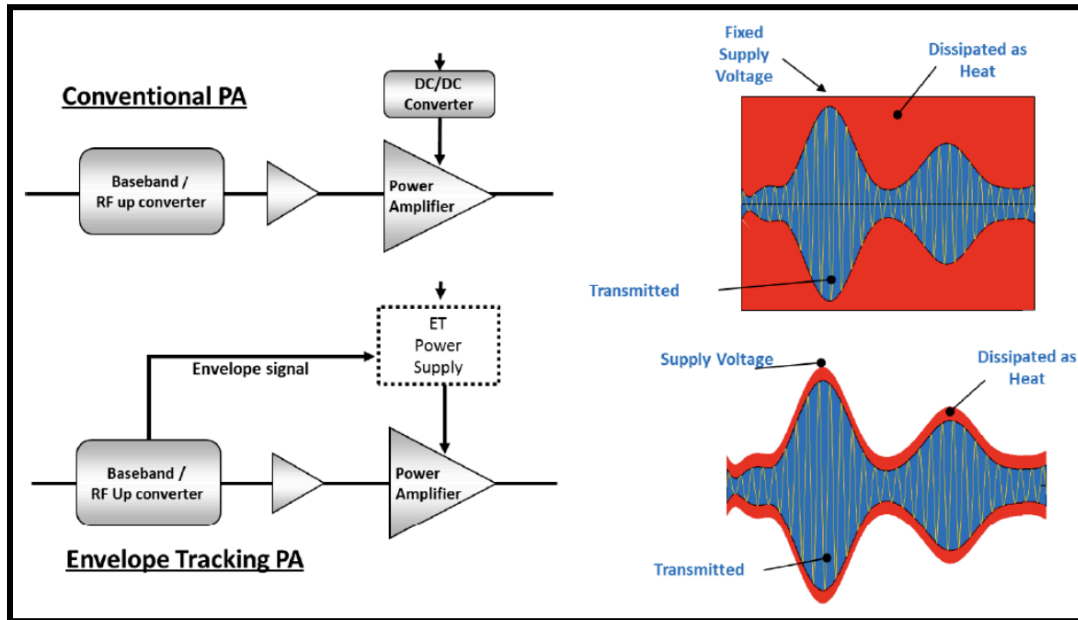 Conventional PA
DC/DC
Converter
Baseband /
RF up converter
Power
Amplifier
Fixed
Supply
Voltage
Dissipated as
Heat
Transmitted
ET
Power
Supply
Envelope signal
Baseband /
RF Up converter
Power
Amplifier
Envelope Tracking PA
Supply Voltage
Dissipated as
Heat
Transmitted